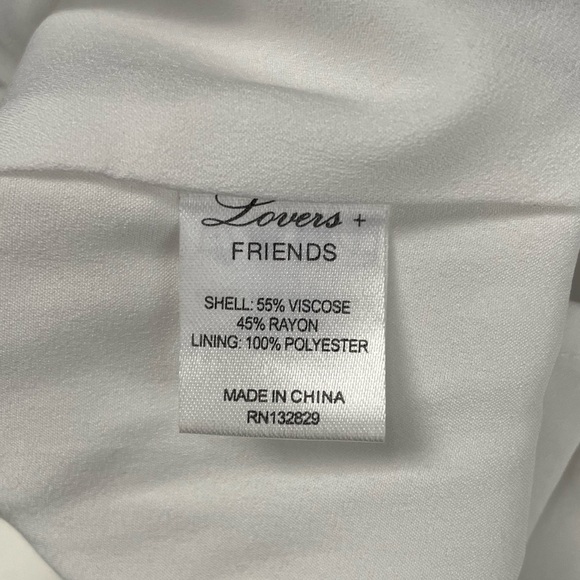 Lovers +
FRIENDS
SHELL: 55% VISCOSE
45% RAYON
LINING: 100% POLYESTER
MADE IN CHINA
RN132829